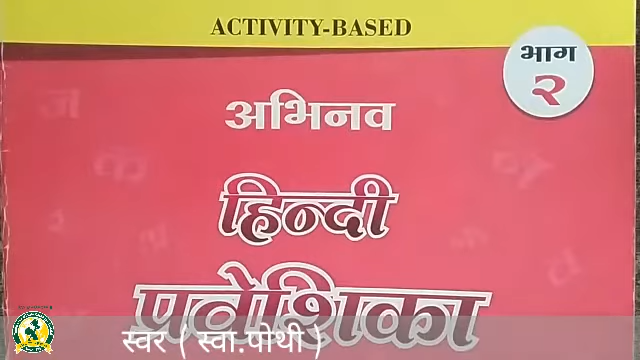 ACTIVITY-BASED
भाग
२
अभिनव
हिन्दी
प्रवेशिका
स्वर ( स्वा.पोथी )